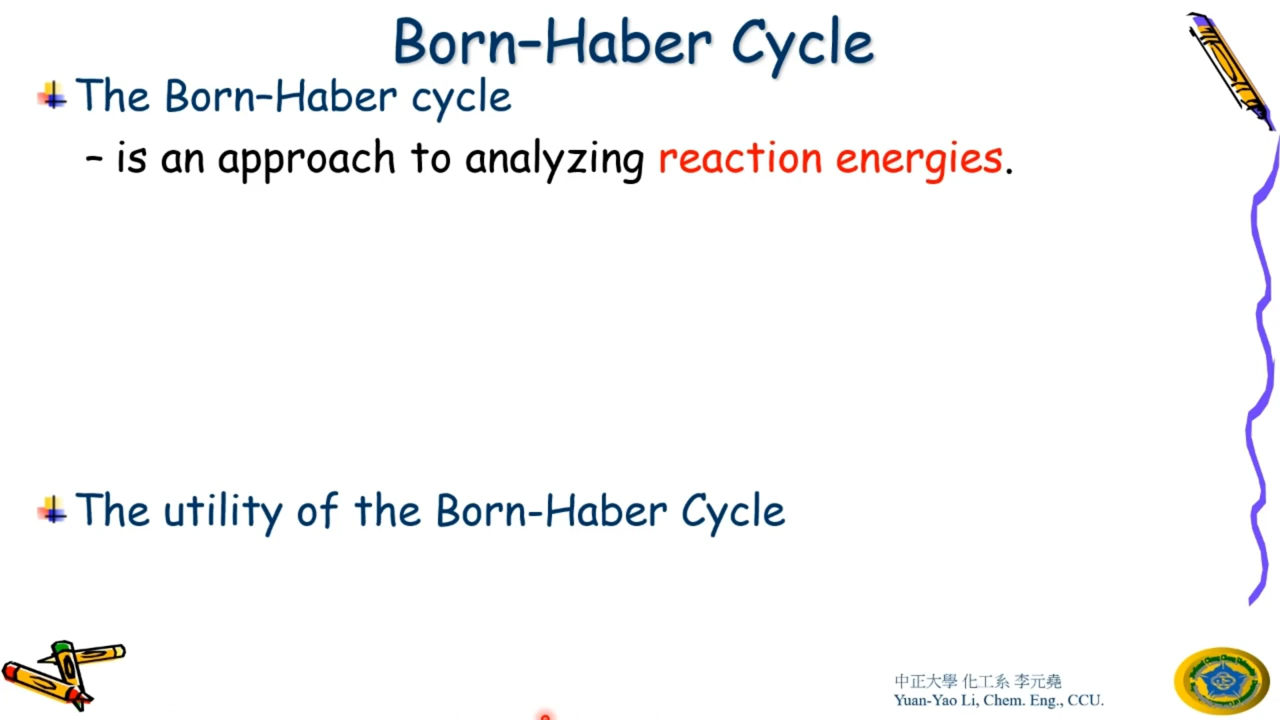 Born–Haber Cycle
The Born–Haber cycle
– is an approach to analyzing reaction energies.
The utility of the Born-Haber Cycle
中正大學 化工系 李元堯
Yuan-Yao Li, Chem. Eng., CCU.